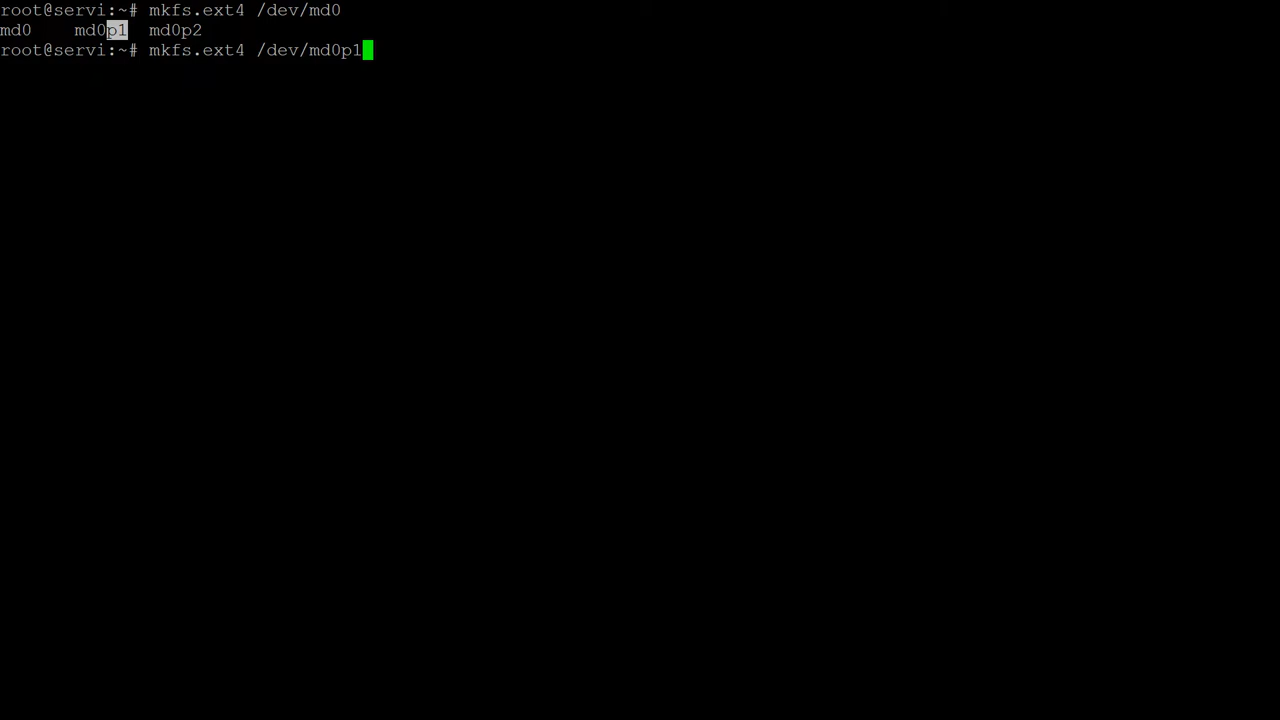 root@servi:~# mkfs.ext4 /dev/md0
md0    md0p1  md0p2
root@servi:~# mkfs.ext4 /dev/md0p1